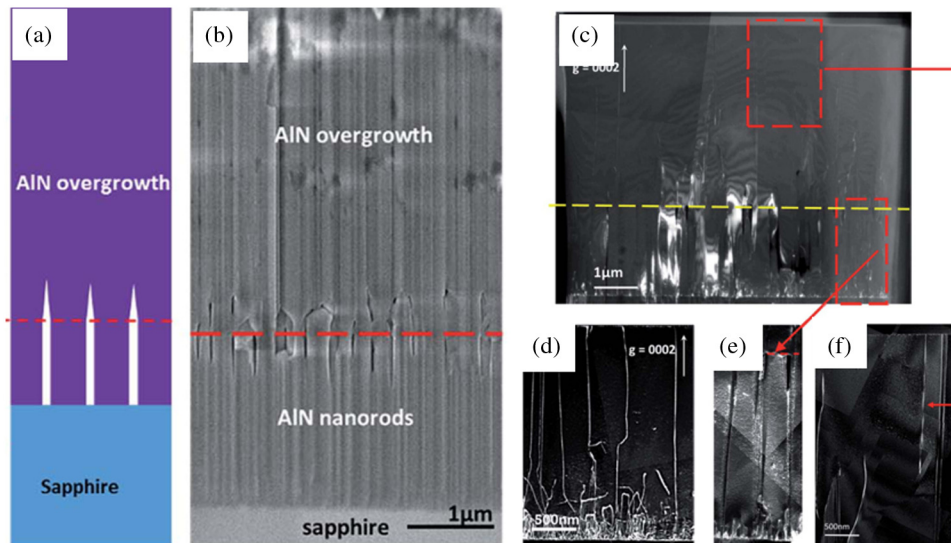 (a)
AlN overgrowth
Sapphire
(b)
AlN overgrowth
AlN nanorods
sapphire
1μm
(c)
g = 0002
1μm
(d)
g = 0002
500nm
(e)
(f)
500nm